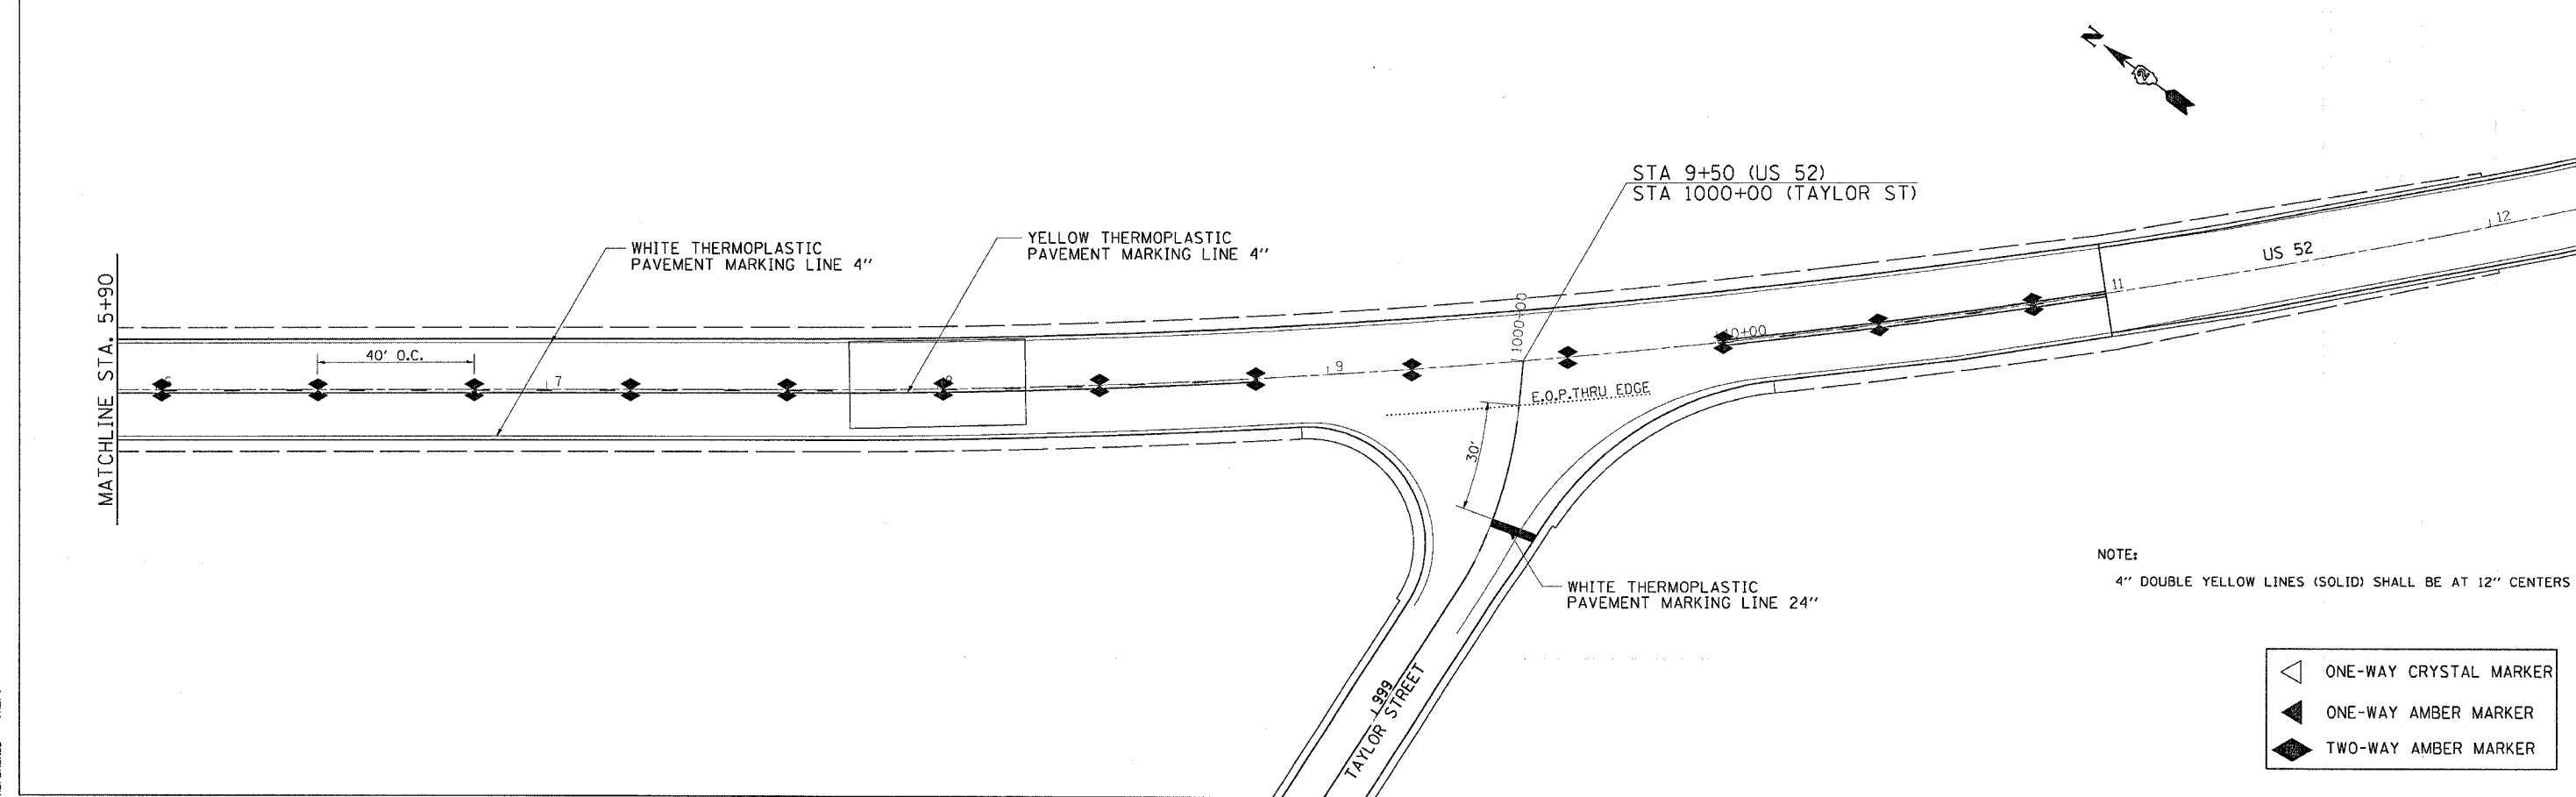 N
2
STA 9+50 (US 52)
STA 1000+00 (TAYLOR ST)
WHITE THERMOPLASTIC
PAVEMENT MARKING LINE 4"
YELLOW THERMOPLASTIC
PAVEMENT MARKING LINE 4"
MATCHLINE STA. 5+90
40' O.C.
6
7
8
9
1000+00
10+00
11
US 52
12
E.O.P. THRU EDGE
30'
WHITE THERMOPLASTIC
PAVEMENT MARKING LINE 24"
999
TAYLOR STREET
NOTE:
4" DOUBLE YELLOW LINES (SOLID) SHALL BE AT 12" CENTERS
ONE-WAY CRYSTAL MARKER
ONE-WAY AMBER MARKER
TWO-WAY AMBER MARKER